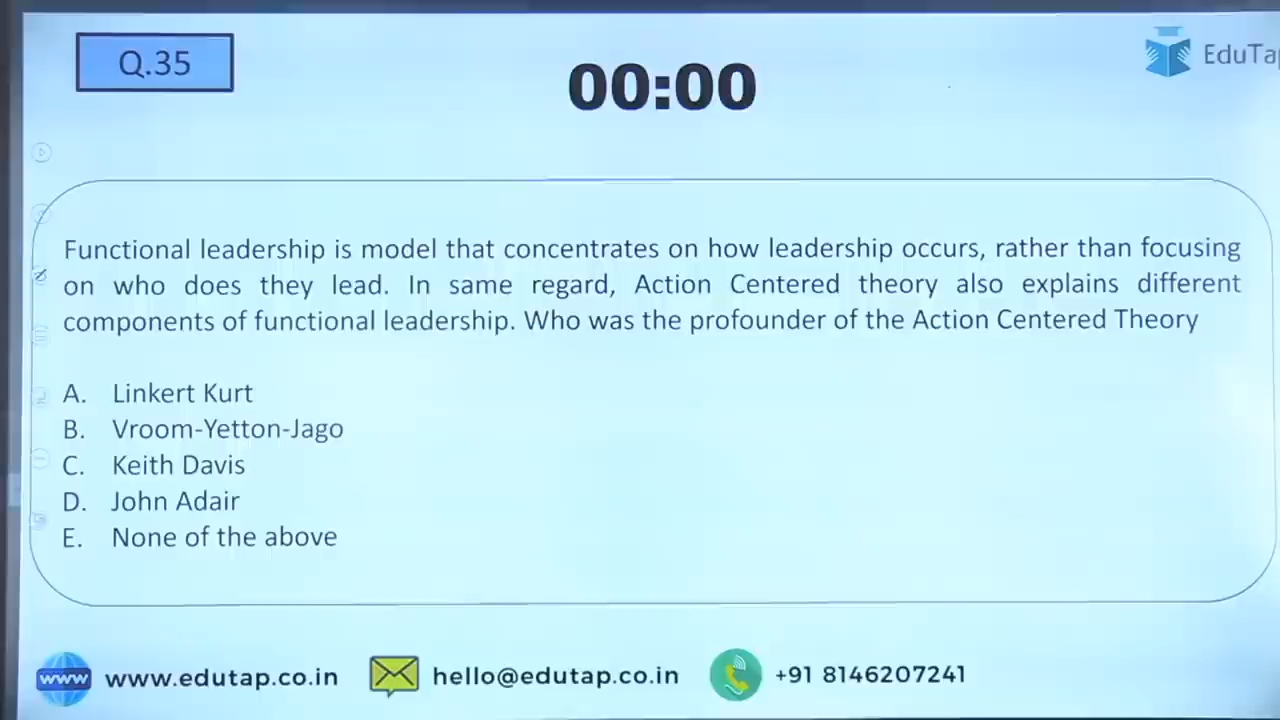 Q.35
00:00
EduTa
Functional leadership is model that concentrates on how leadership occurs, rather than focusing
on who does they lead. In same regard, Action Centered theory also explains different
components of functional leadership. Who was the profounder of the Action Centered Theory
A. Linkert Kurt
B. Vroom-Yetton-Jago
C. Keith Davis
D. John Adair
E. None of the above
www www.edutap.co.in
hello@edutap.co.in
+91 8146207241